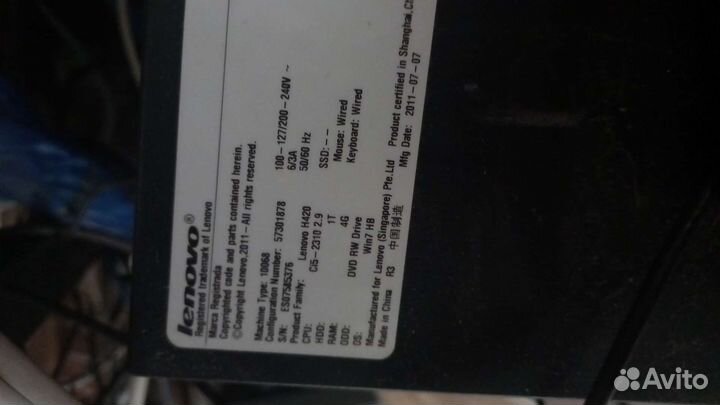 lenovo®
Registered trademark of Lenovo
Marca Registrada
Copyrighted code and parts contained herein.
©Copyright Lenovo,2011–All rights reserved.
Machine Type: 10068
Configuration Number: 57301878
S/N: ES07585376
Product Family: Lenovo H420
CPU: Ci5-2310 2.9
HDD: 1T
RAM: 4G
ODD: DVD RW Drive
OS: Win7 HB
100–127/200–240V ~
6/3A
50/60 Hz
SSD: – –
Mouse: Wired
Keyboard: Wired
Manufactured for Lenovo (Singapore) Pte.Ltd Product certified in Shanghai,
Made in China R3 中国制造 Mfg Date: 2011-07-07
Avito